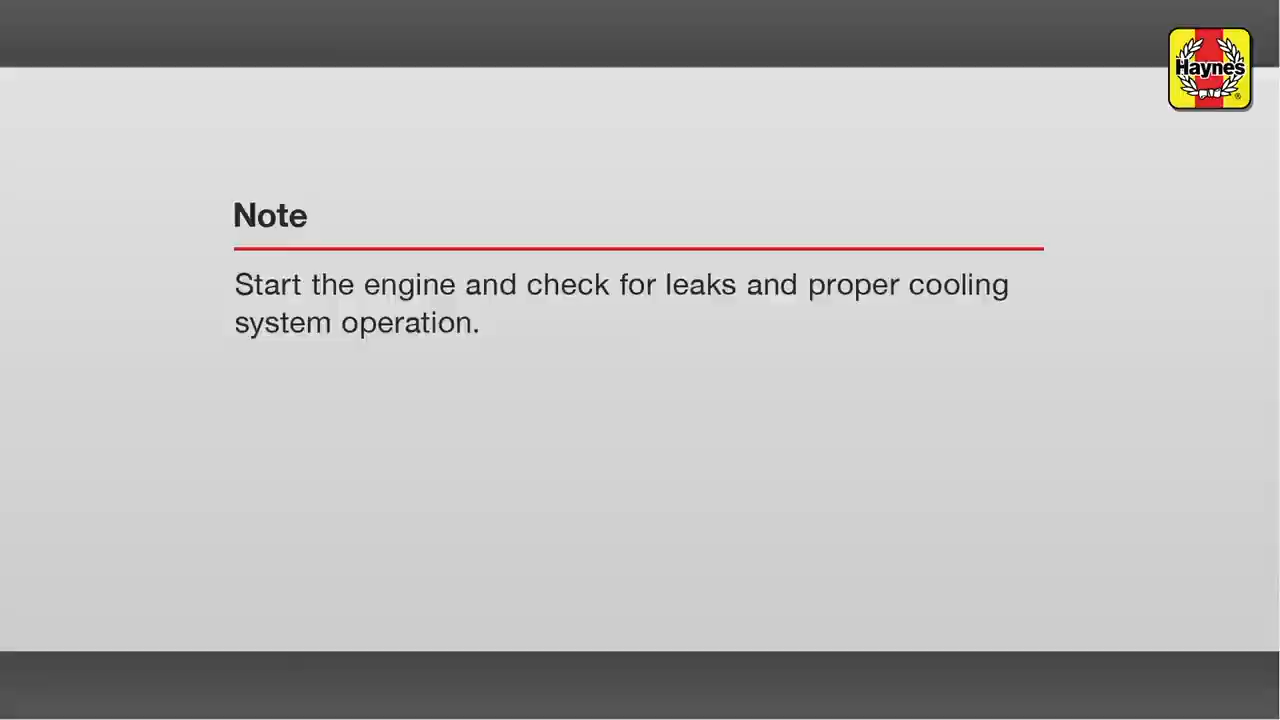 Haynes
Note
Start the engine and check for leaks and proper cooling
system operation.